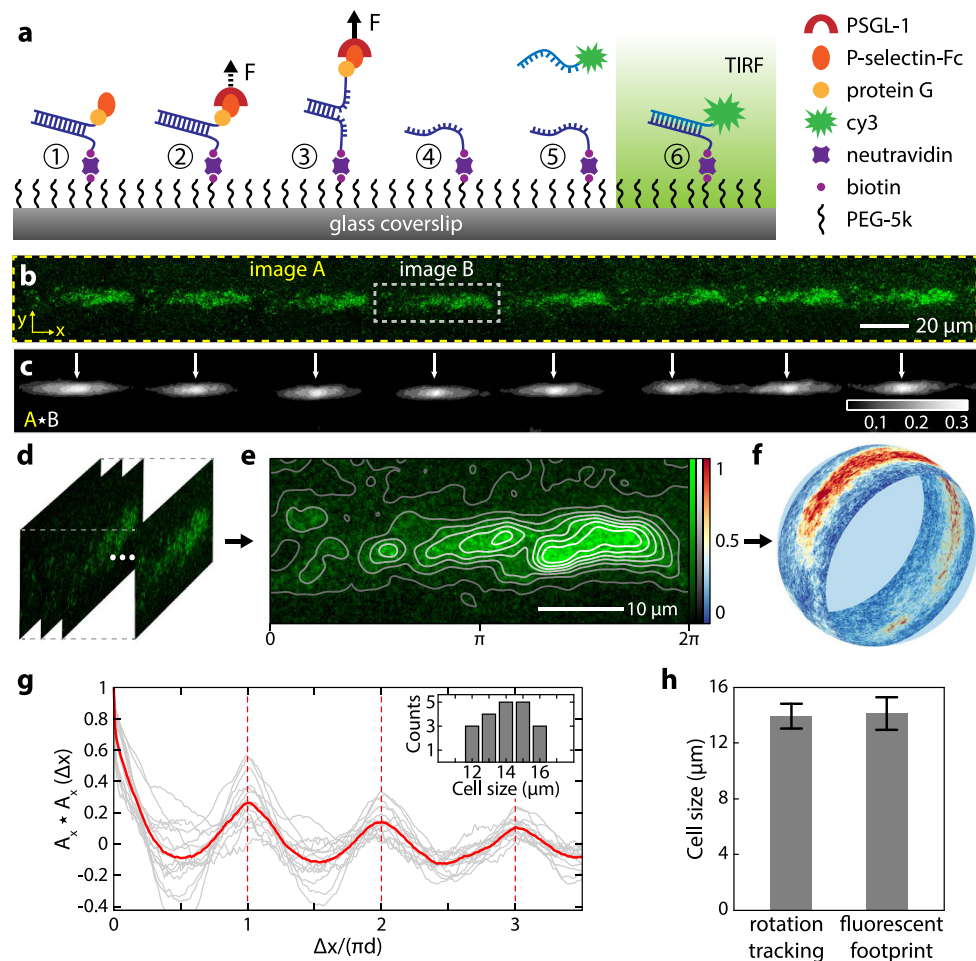 a
F
F
TIRF
① ② ③ ④ ⑤ ⑥
glass coverslip
PSGL-1
P-selectin-Fc
protein G
cy3
neutravidin
biotin
PEG-5k
b
image A
image B
y
x
20 μm
c
A⋆B
0.1 0.2 0.3
d
e
1
0.5
0
10 μm
0 π 2π
f
g
1
0.8
0.6
0.4
0.2
0
-0.2
-0.4
A_x ⋆ A_x (Δx)
0 1 2 3
Δx/(πd)
Counts
5
3
1
12 14 16
Cell size (μm)
h
16
12
8
4
0
Cell size (μm)
rotation
tracking
fluorescent
footprint